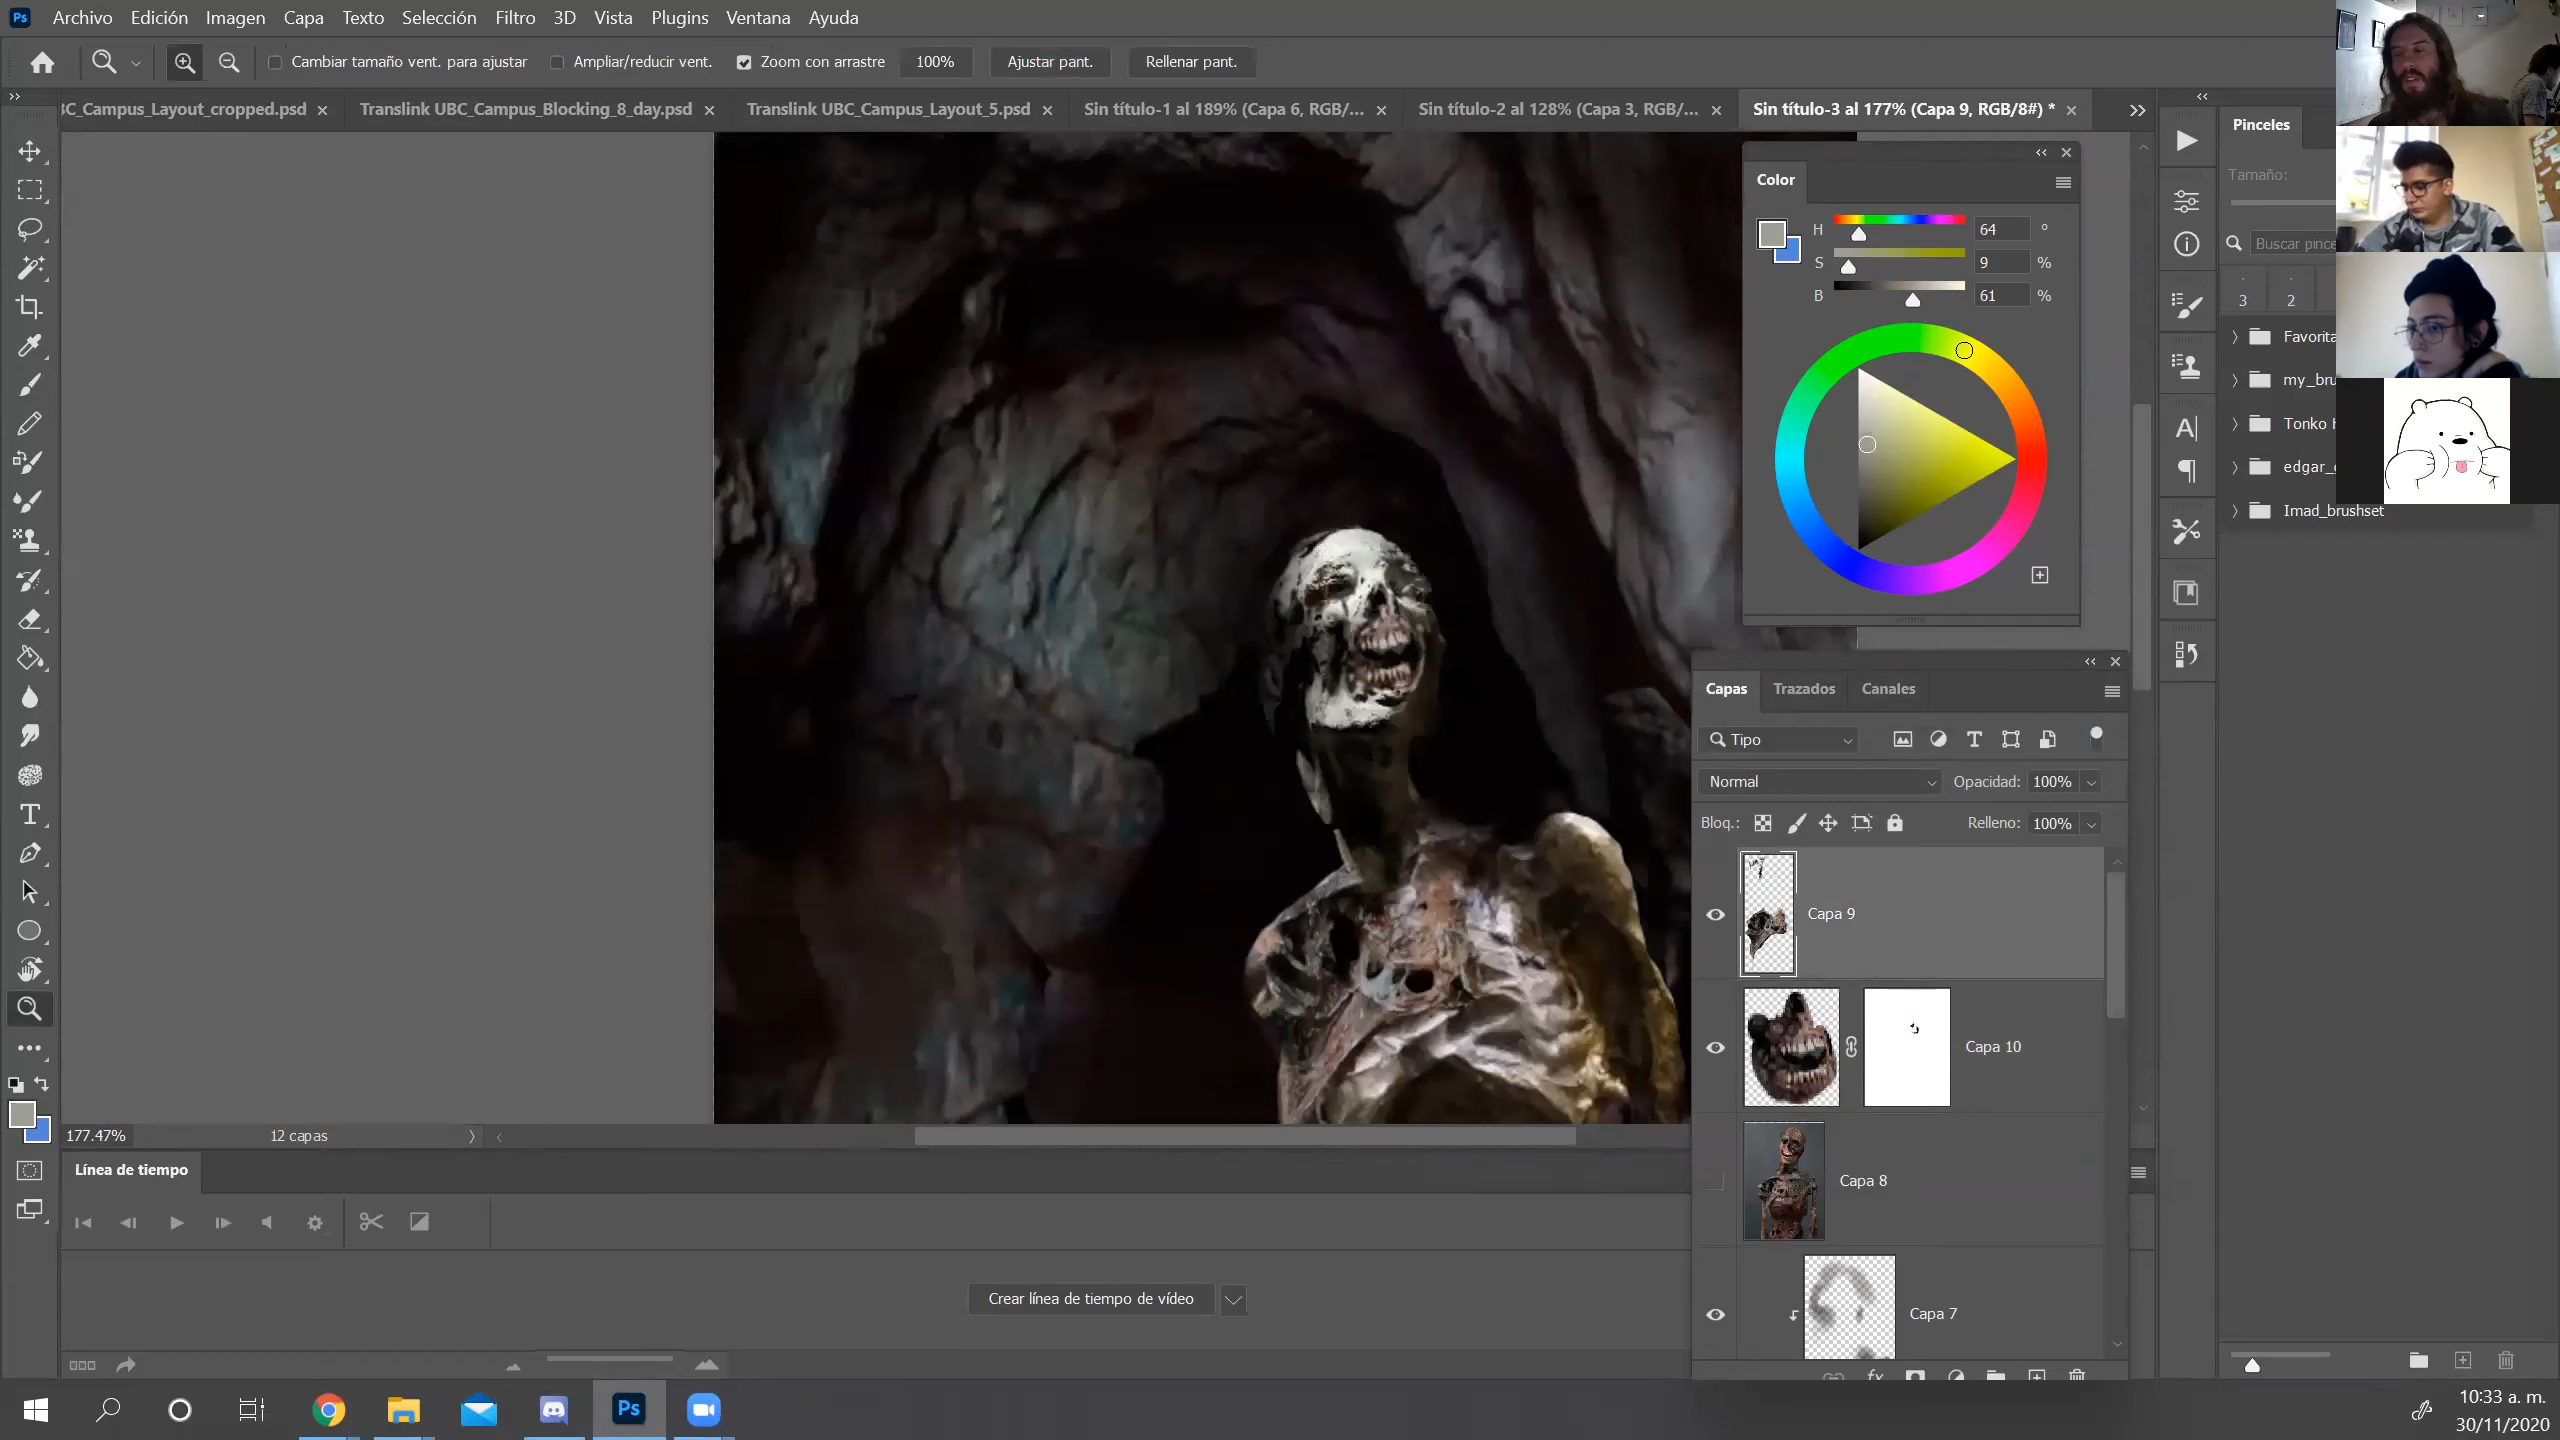 Ps Archivo Edición Imagen Capa Texto Selección Filtro 3D Vista Plugins Ventana Ayuda
Cambiar tamaño vent. para ajustar Ampliar/reducir vent. Zoom con arrastre 100% Ajustar pant. Rellenar pant.
BC_Campus_Layout_cropped.psd Translink UBC_Campus_Blocking_8_day.psd Translink UBC_Campus_Layout_5.psd Sin título-1 al 189% (Capa 6, RGB/... Sin título-2 al 128% (Capa 3, RGB/... Sin título-3 al 177% (Capa 9, RGB/8#) *
Pinceles
Tamaño:
Buscar pince
3 2
Favorita
my_bru
Tonko H
edgar_
Imad_brushset
Color
H 64 °
S 9 %
B 61 %
Capas Trazados Canales
Tipo
Normal Opacidad: 100%
Bloq.: Relleno: 100%
Capa 9
Capa 10
Capa 8
Capa 7
177.47% 12 capas
Línea de tiempo
Crear línea de tiempo de vídeo
Ps
10:33 a. m.
30/11/2020